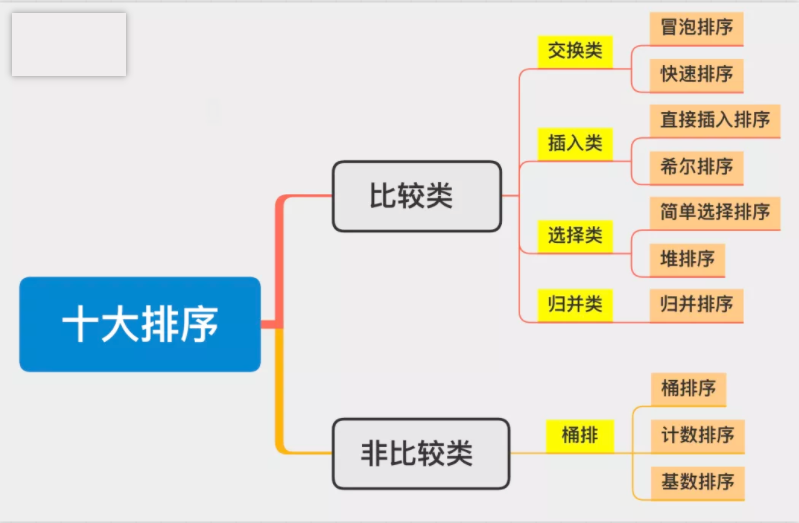 十大排序
比较类
交换类
冒泡排序
快速排序
插入类
直接插入排序
希尔排序
选择类
简单选择排序
堆排序
归并类
归并排序
非比较类
桶排
桶排序
计数排序
基数排序